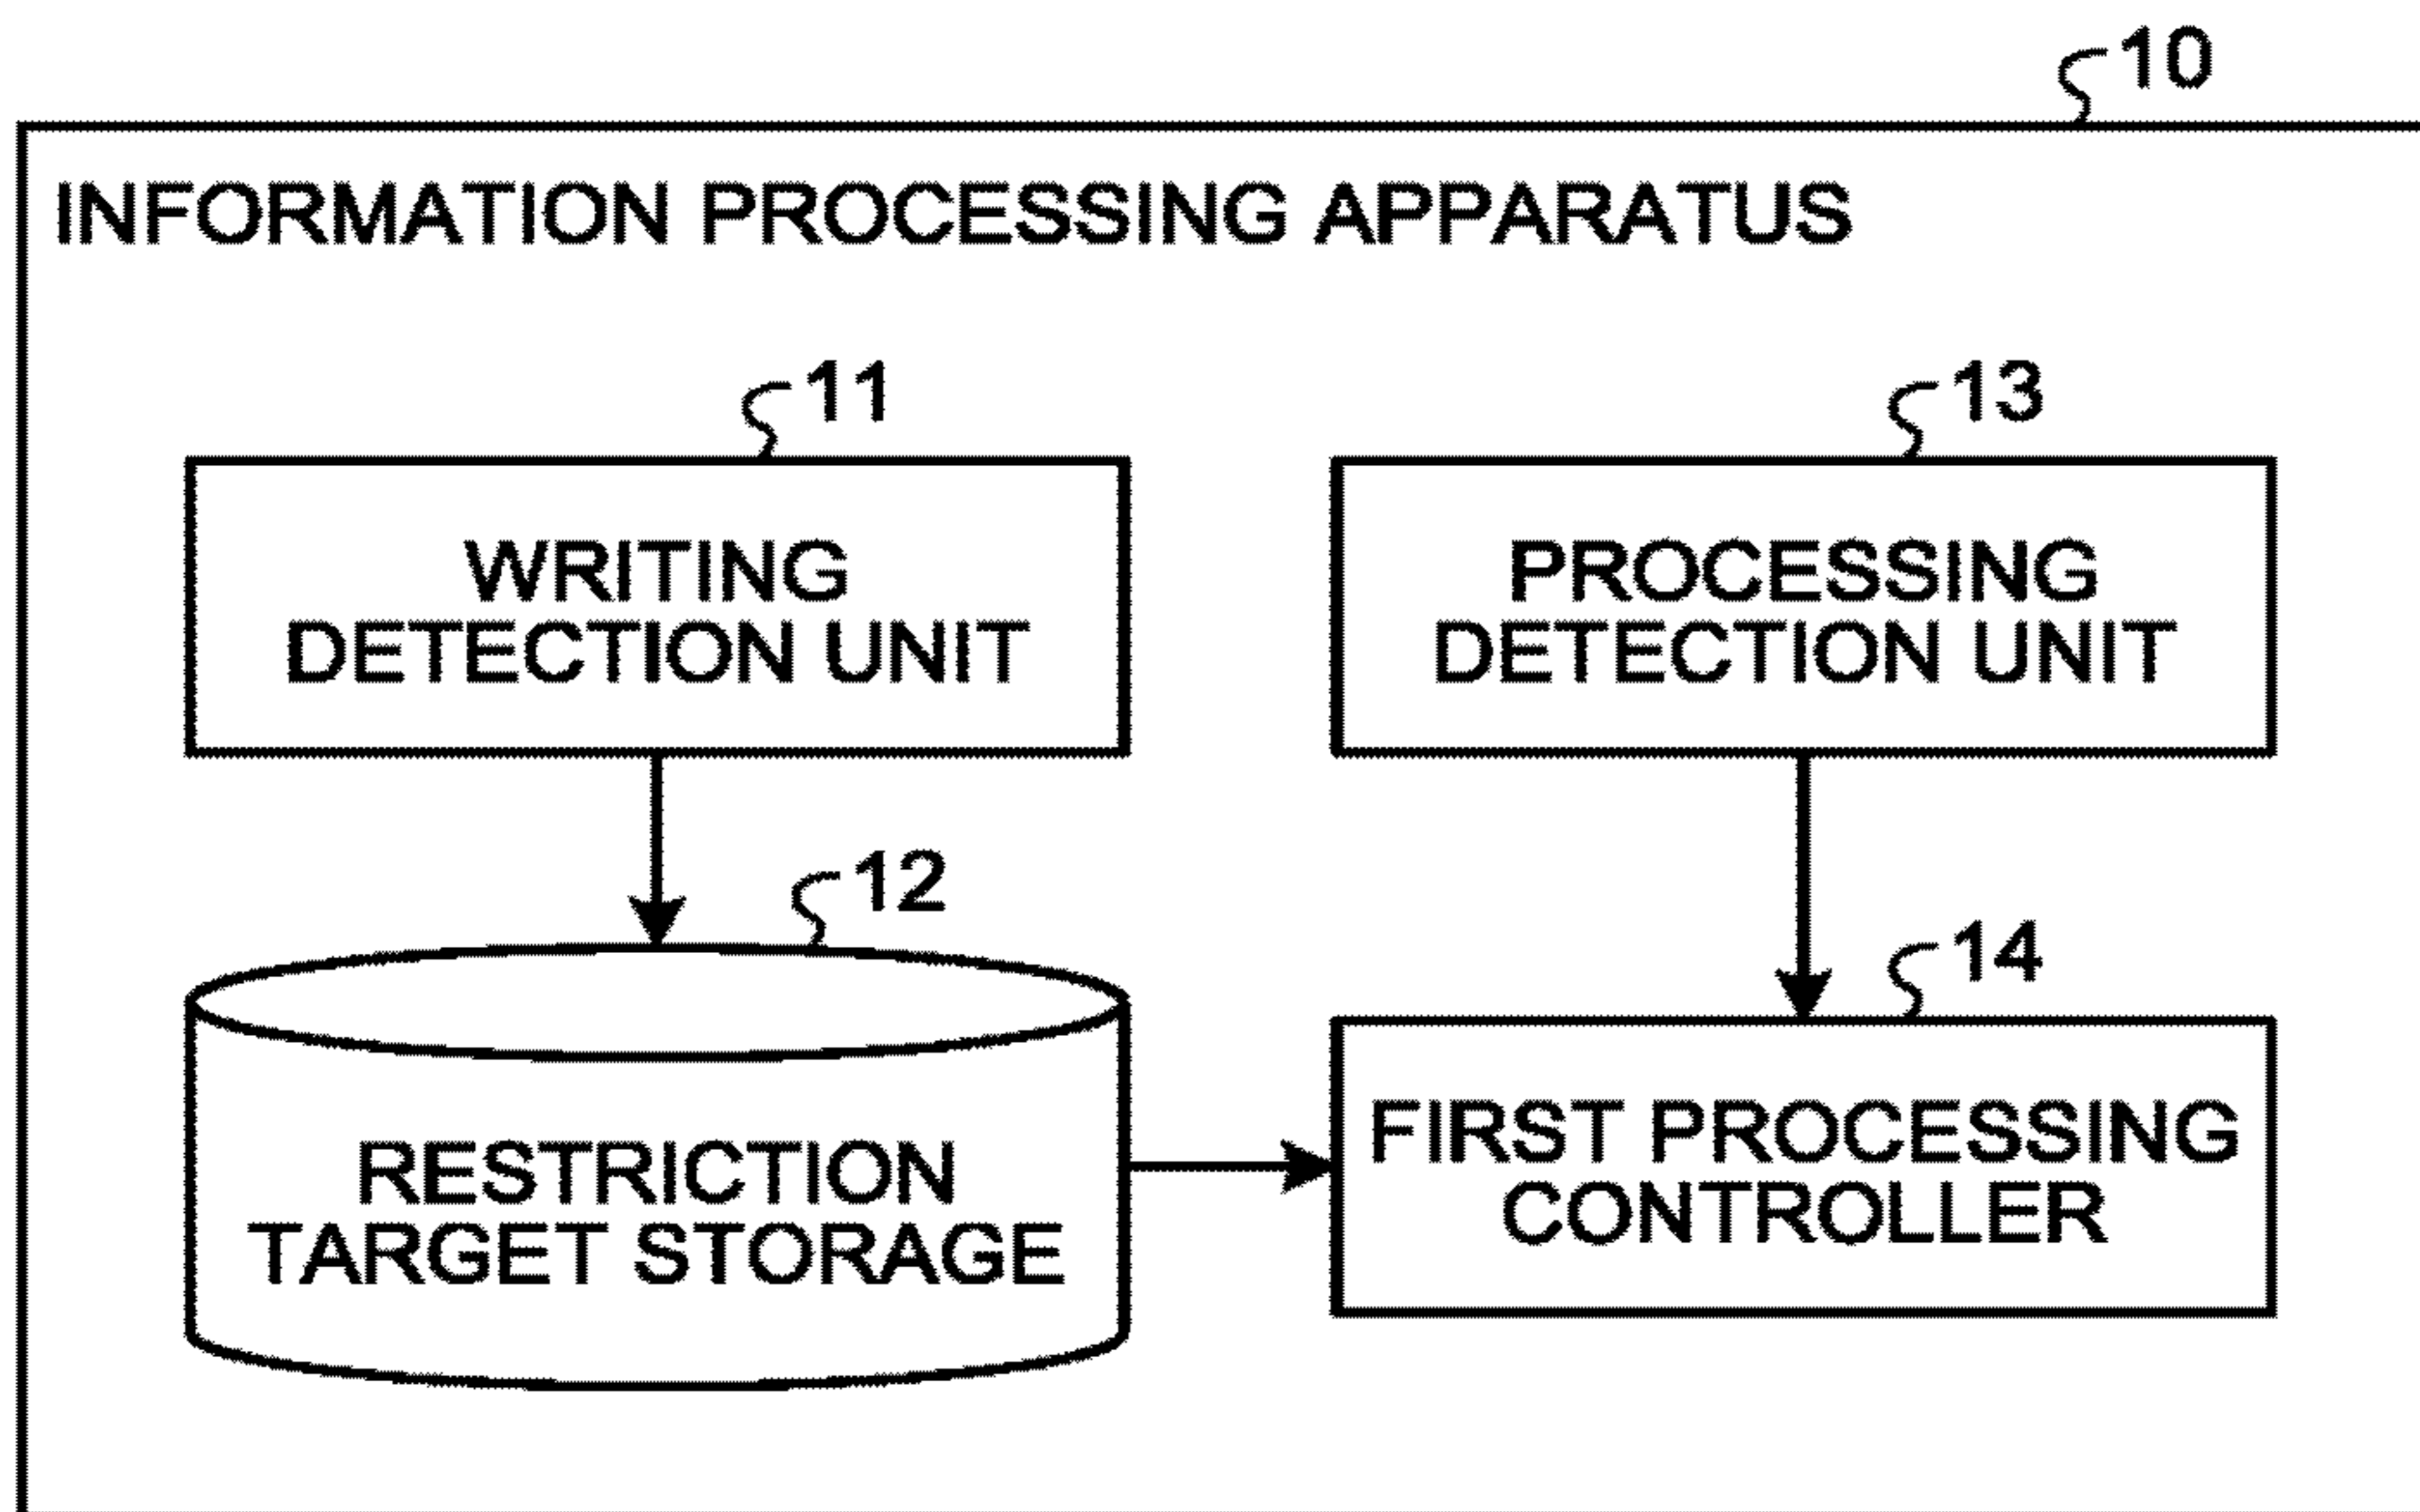 10
INFORMATION PROCESSING APPARATUS
11
WRITING
DETECTION UNIT
13
PROCESSING
DETECTION UNIT
12
RESTRICTION
TARGET STORAGE
14
FIRST PROCESSING
CONTROLLER